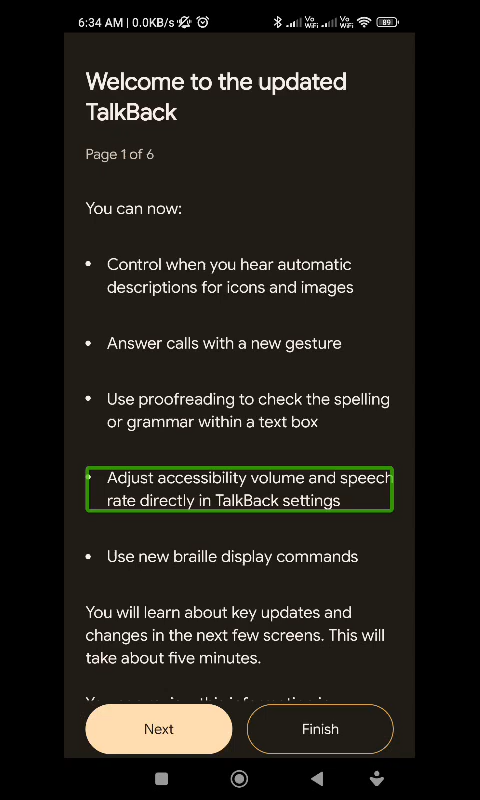 6:34 AM | 0.0KB/s
Vo WiFi Vo WiFi 89
Welcome to the updated
TalkBack
Page 1 of 6
You can now:
• Control when you hear automatic
descriptions for icons and images
• Answer calls with a new gesture
• Use proofreading to check the spelling
or grammar within a text box
• Adjust accessibility volume and speech
rate directly in TalkBack settings
• Use new braille display commands
You will learn about key updates and
changes in the next few screens. This will
take about five minutes.
Next
Finish